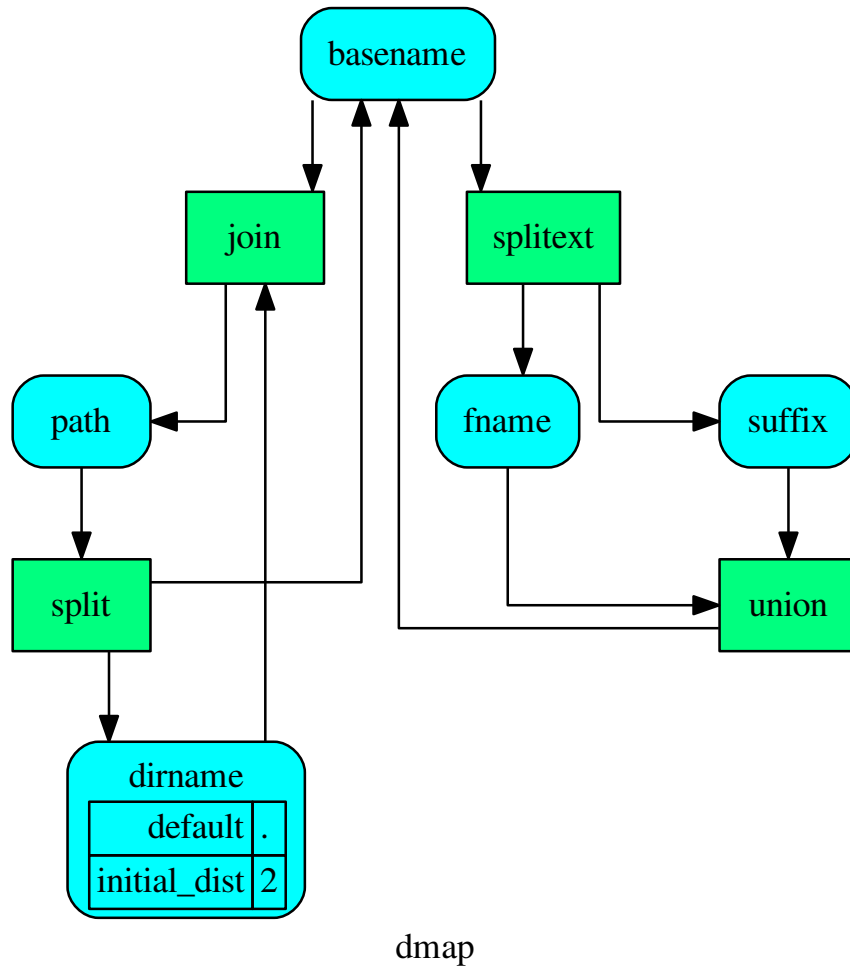 basename
join
splitext
path
fname
suffix
split
union
dirname
default .
initial_dist 2
dmap